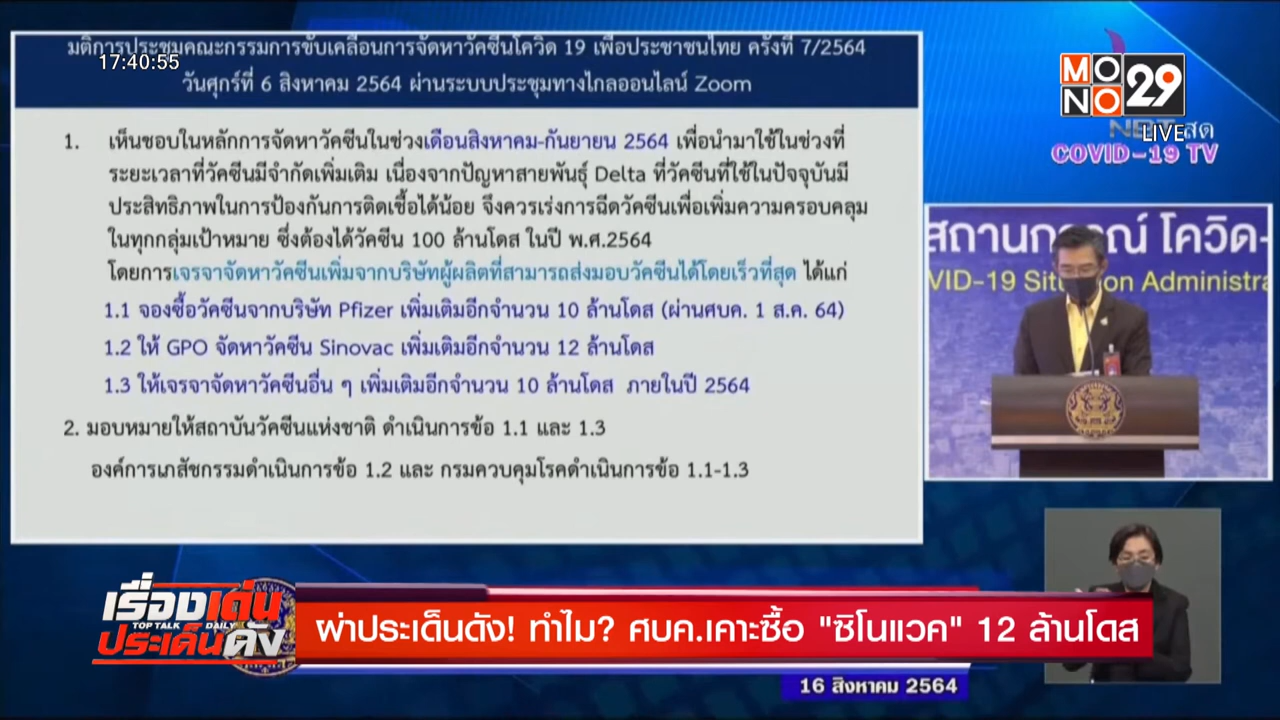 มติการประชุมคณะกรรมการขับเคลื่อนการจัดหาวัคซีนโควิด 19 เพื่อประชาชนไทย ครั้งที่ 7/2564
17:40:55
วันศุกร์ที่ 6 สิงหาคม 2564 ผ่านระบบประชุมทางไกลออนไลน์ Zoom
1. เห็นชอบในหลักการจัดหาวัคซีนในช่วงเดือนสิงหาคม-กันยายน 2564 เพื่อนำมาใช้ในช่วงที่
ระยะเวลาที่วัคซีนมีจำกัดเพิ่มเติม เนื่องจากปัญหาสายพันธุ์ Delta ที่วัคซีนที่ใช้ในปัจจุบันมี
ประสิทธิภาพในการป้องกันการติดเชื้อได้น้อย จึงควรเร่งการฉีดวัคซีนเพื่อเพิ่มความครอบคลุม
ในทุกกลุ่มเป้าหมาย ซึ่งต้องได้วัคซีน 100 ล้านโดส ในปี พ.ศ.2564
โดยการเจรจาจัดหาวัคซีนเพิ่มจากบริษัทผู้ผลิตที่สามารถส่งมอบวัคซีนได้โดยเร็วที่สุด ได้แก่
1.1 จองซื้อวัคซีนจากบริษัท Pfizer เพิ่มเติมอีกจำนวน 10 ล้านโดส (ผ่านศบค. 1 ส.ค. 64)
1.2 ให้ GPO จัดหาวัคซีน Sinovac เพิ่มเติมอีกจำนวน 12 ล้านโดส
1.3 ให้เจรจาจัดหาวัคซีนอื่น ๆ เพิ่มเติมอีกจำนวน 10 ล้านโดส ภายในปี 2564
2. มอบหมายให้สถาบันวัคซีนแห่งชาติ ดำเนินการข้อ 1.1 และ 1.3
องค์การเภสัชกรรมดำเนินการข้อ 1.2 และ กรมควบคุมโรคดำเนินการข้อ 1.1-1.3
MONO 29
LIVE สด
COVID-19 TV
สถานการณ์ โควิด-
VID-19 Situation Administra
เรื่องเด่น
TOP TALK DAILY
ประเด็นดัง
ผ่าประเด็นดัง! ทำไม? ศบค.เคาะซื้อ "ซิโนแวค" 12 ล้านโดส
16 สิงหาคม 2564